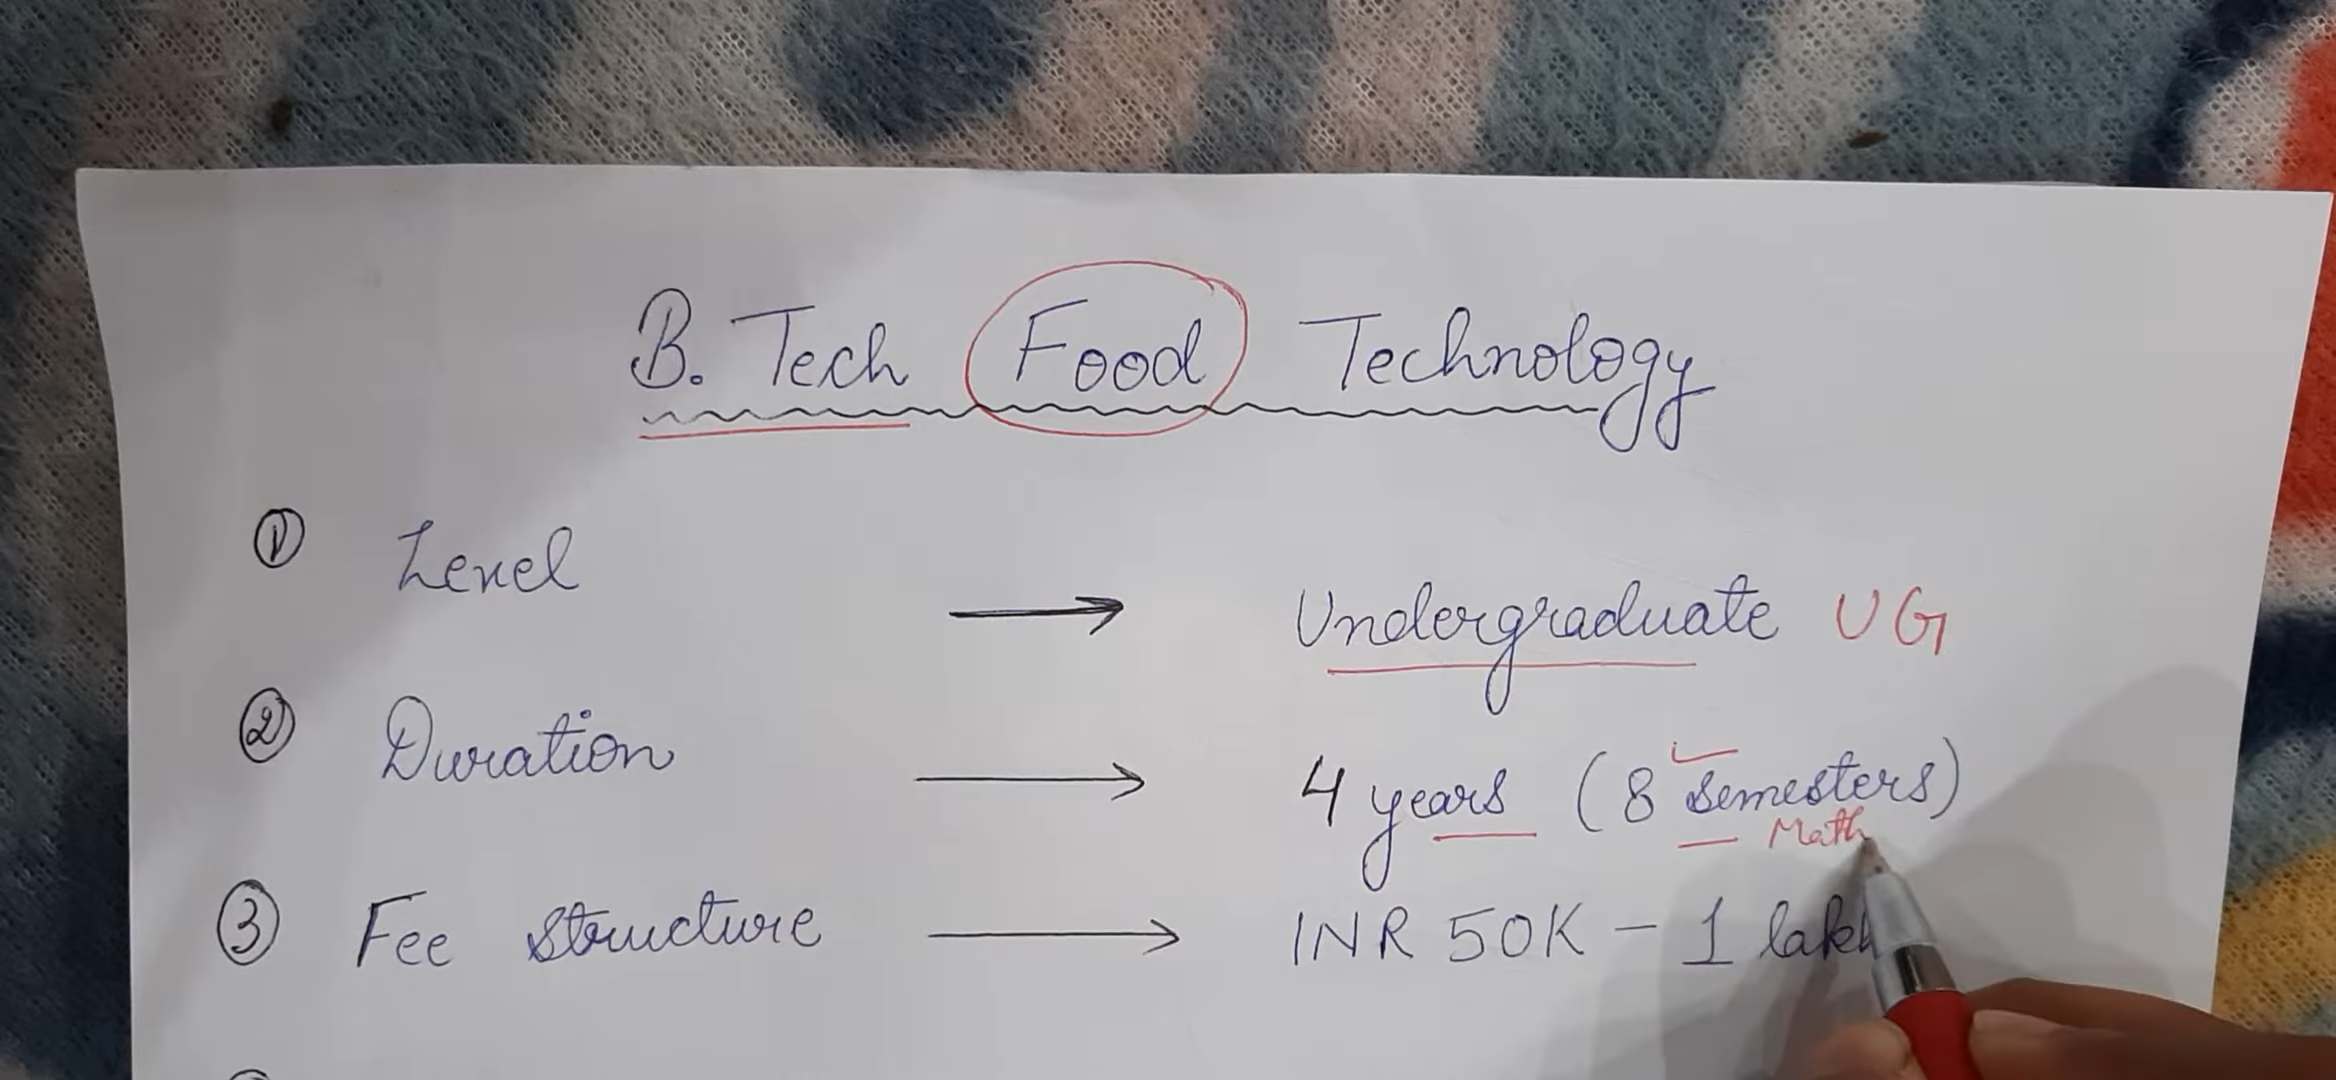 B. Tech Food Technology
① Level → Undergraduate UG
② Duration → 4 years (8 semesters)
Math
③ Fee structure → INR 50K - 1 lakh